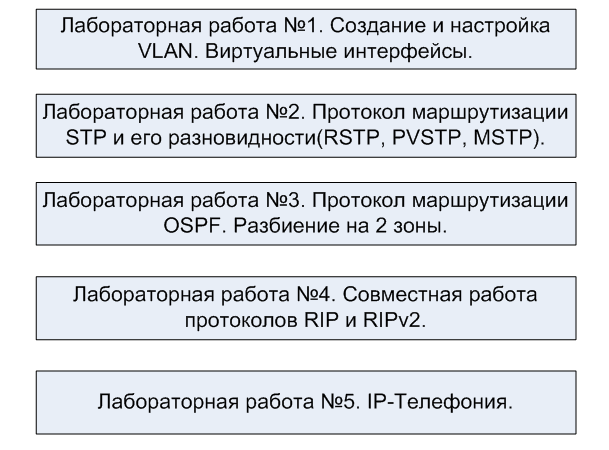 Лабораторная работа №1. Создание и настройка
VLAN. Виртуальные интерфейсы.
Лабораторная работа №2. Протокол маршрутизации
STP и его разновидности(RSTP, PVSTP, MSTP).
Лабораторная работа №3. Протокол маршрутизации
OSPF. Разбиение на 2 зоны.
Лабораторная работа №4. Совместная работа
протоколов RIP и RIPv2.
Лабораторная работа №5. IP-Телефония.